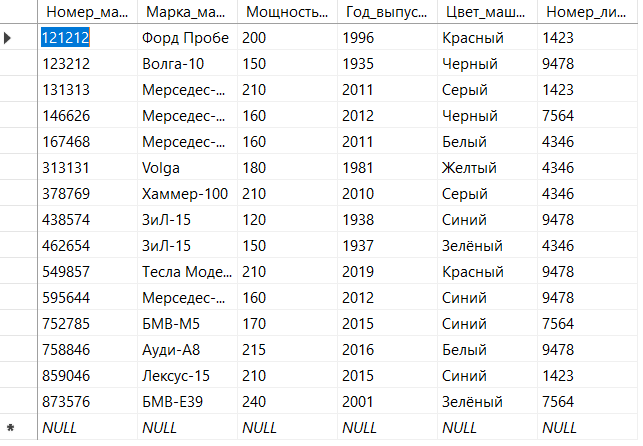 Номер_ма... Марка_ма... Мощность... Год_выпус... Цвет_маш... Номер_ли...
121212 Форд Пробе 200 1996 Красный 1423
123212 Волга-10 150 1935 Черный 9478
131313 Мерседес-... 210 2011 Серый 1423
146626 Мерседес-... 160 2012 Черный 7564
167468 Мерседес-... 160 2011 Белый 4346
313131 Volga 180 1981 Желтый 4346
378769 Хаммер-100 210 2010 Серый 4346
438574 ЗиЛ-15 120 1938 Синий 9478
462654 ЗиЛ-15 150 1937 Зелёный 4346
549857 Тесла Моде... 210 2019 Красный 9478
595644 Мерседес-... 160 2012 Синий 9478
752785 БМВ-М5 170 2015 Синий 7564
758846 Ауди-А8 215 2016 Белый 9478
859046 Лексус-15 210 2015 Синий 1423
873576 БМВ-Е39 240 2001 Зелёный 7564
* NULL NULL NULL NULL NULL NULL